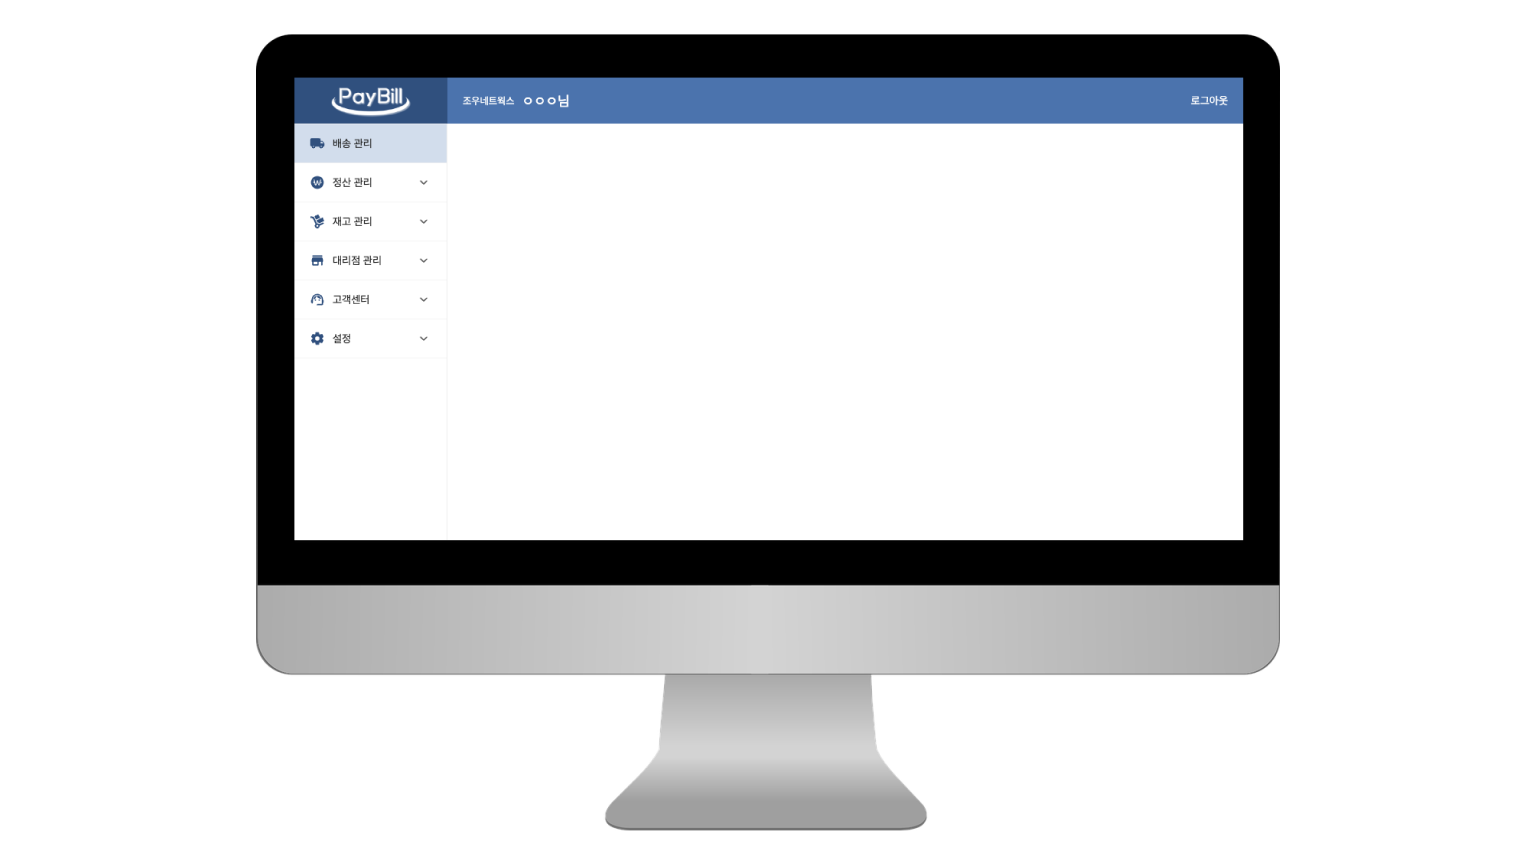 PayBill
조우네트웍스 ㅇㅇㅇ님
로그아웃
배송 관리
정산 관리
재고 관리
대리점 관리
고객센터
설정